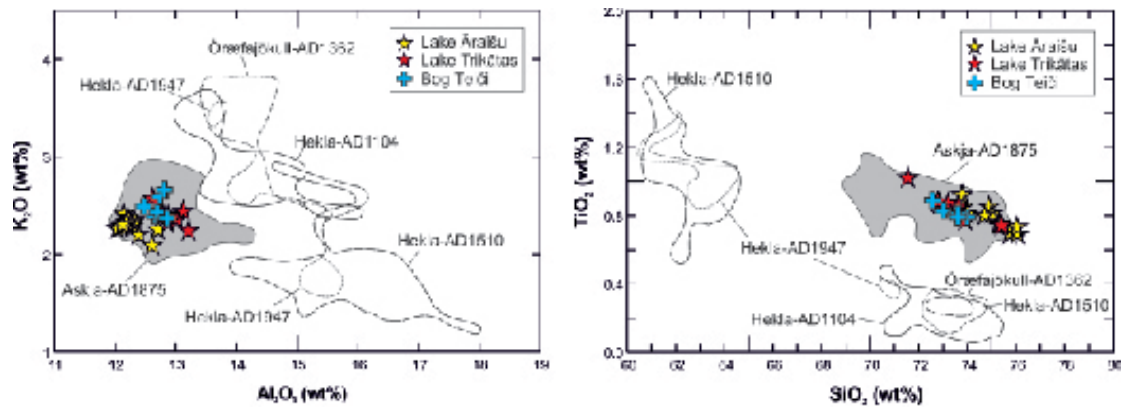 Öræfajökull-AD1362
Lake Āraišu
Lake Trikātas
Bog Teiči
Hekla-AD1947
Hekla-AD1104
Hekla-AD1510
Askja-AD1875
Hekla-AD1947
K₂O (wt%)
4
3
2
1
11
12
13
14
15
16
17
18
19
Al₂O₃ (wt%)
Lake Āraišu
Lake Trikātas
Bog Teiči
Hekla-AD1510
Askja-AD1875
Hekla-AD1947
Öræfajökull-AD1362
Hekla-AD1510
Hekla-AD1104
TiO₂ (wt%)
2.0
1.6
1.2
0.8
0.4
0.0
60
62
64
66
68
70
72
74
76
78
SiO₂ (wt%)